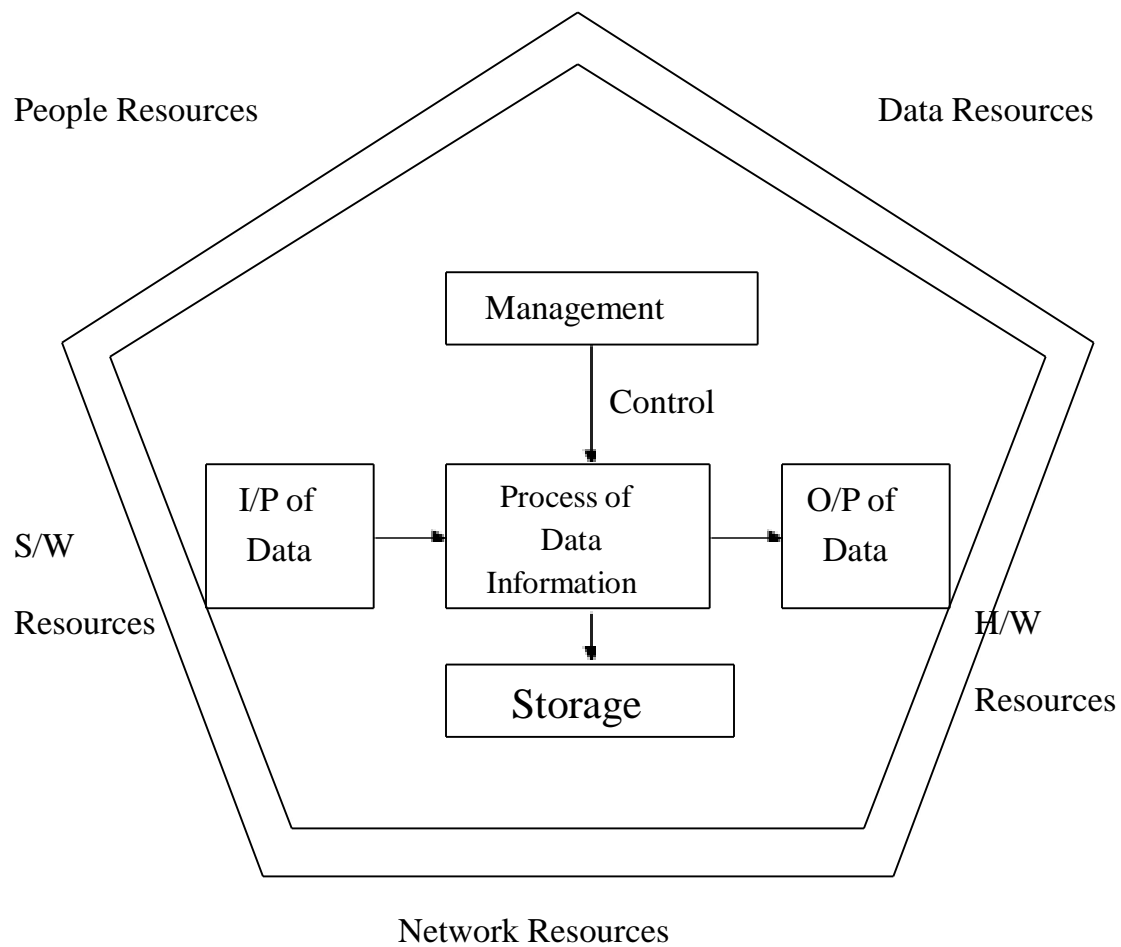 People Resources
Data Resources
Management
Control
I/P of
Data
Process of
Data
Information
O/P of
Data
S/W
Resources
H/W
Resources
Storage
Network Resources